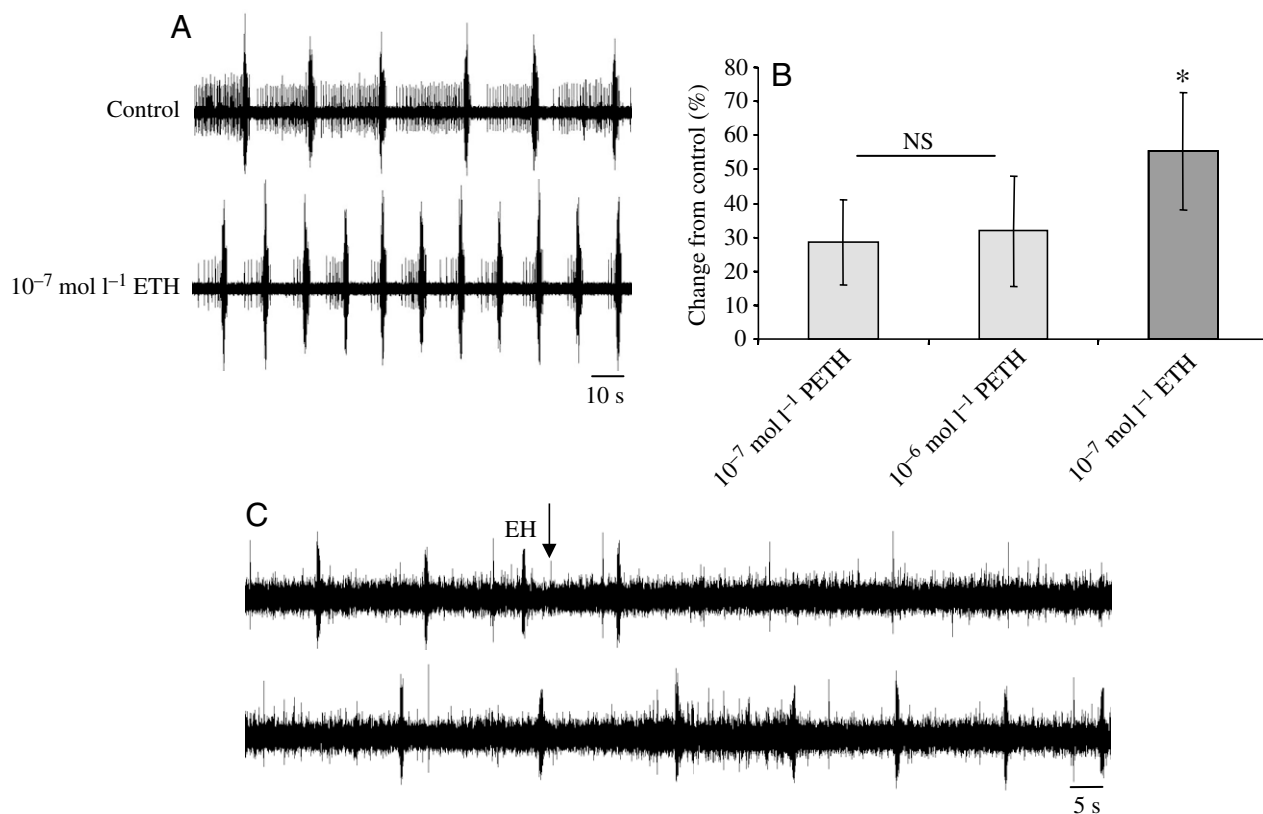 A
Control
10⁻⁷ mol l⁻¹ ETH
10 s
B
Change from control (%)
80
70
60
50
40
30
20
10
0
NS
*
10⁻⁷ mol l⁻¹ PETH
10⁻⁶ mol l⁻¹ PETH
10⁻⁷ mol l⁻¹ ETH
C
EH
5 s